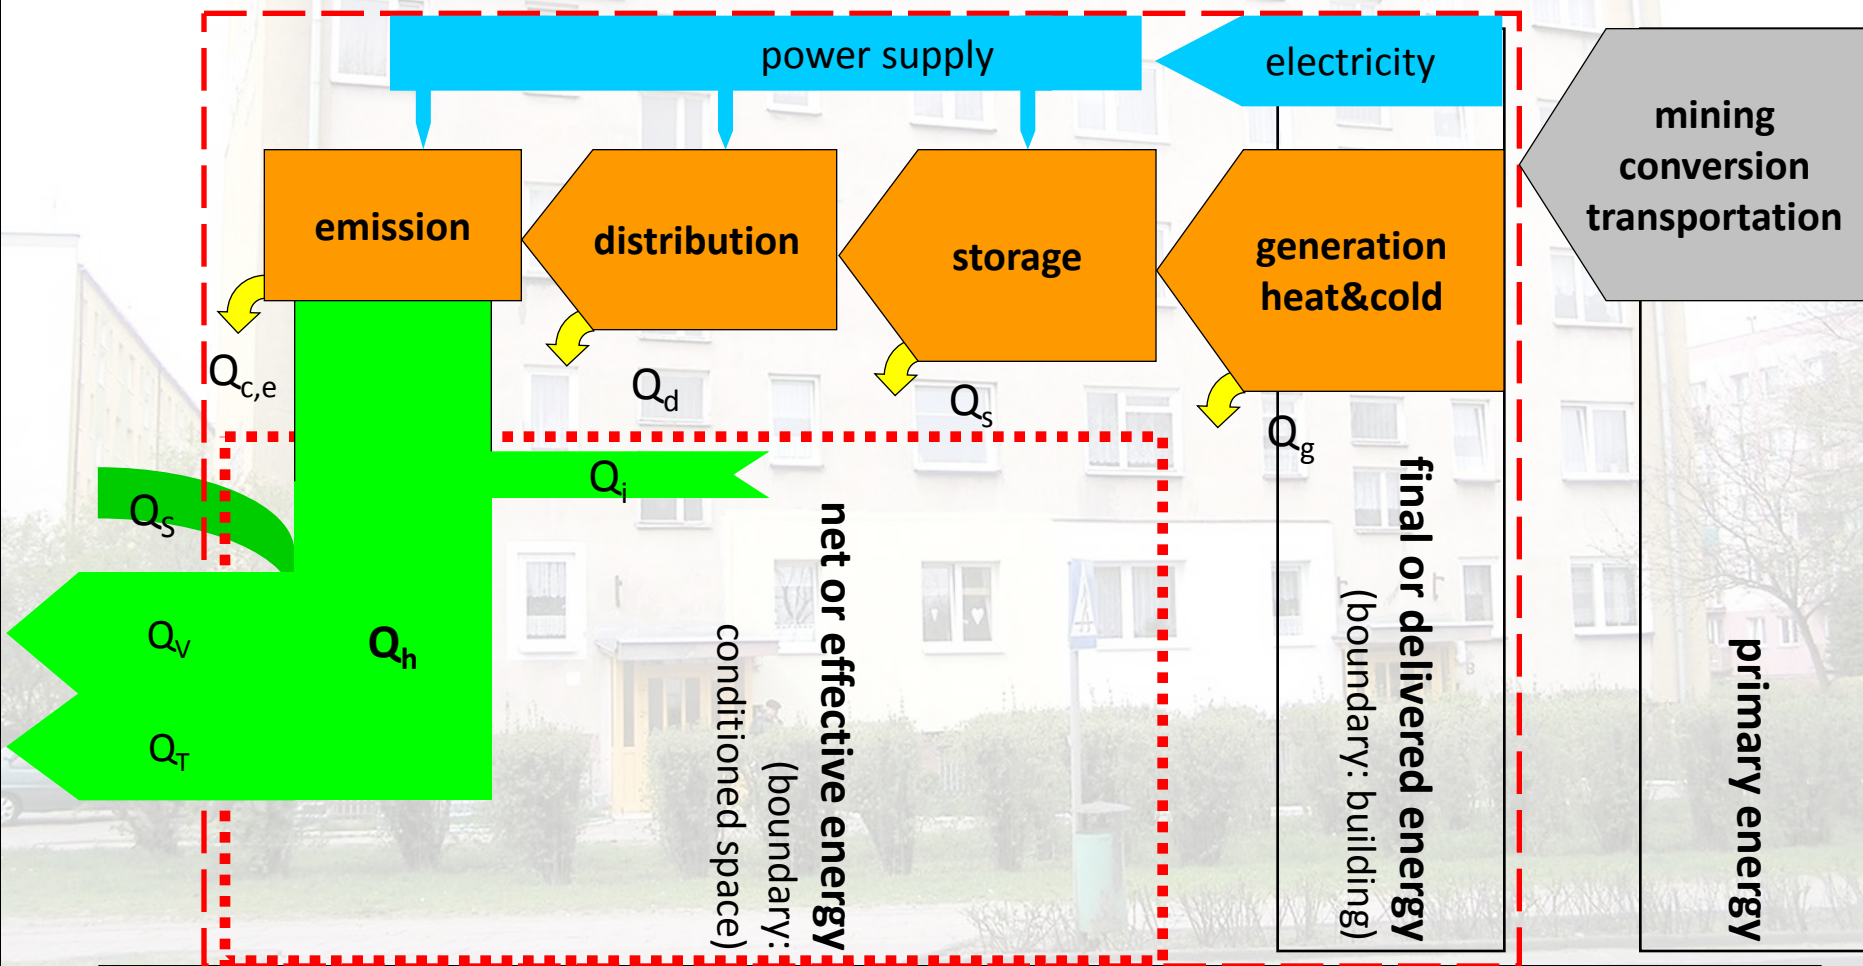 power supply
electricity
mining
conversion
transportation
emission
distribution
storage
generation
heat&cold
Qc,e
Qd
Qs
Qg
Qi
QS
QV
Qh
QT
net or effective energy
(boundary:
conditioned space)
final or delivered energy
(boundary: building)
primary energy